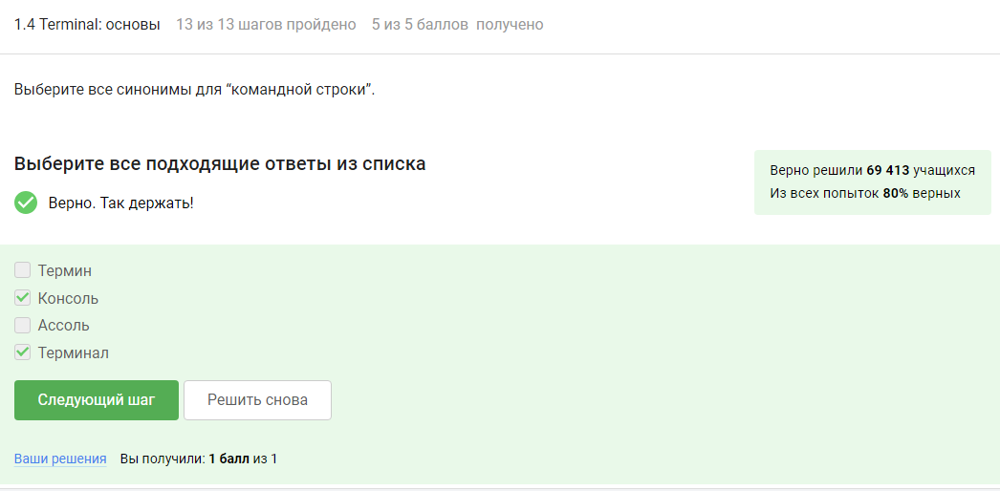 1.4 Terminal: основы 13 из 13 шагов пройдено 5 из 5 баллов получено
Выберите все синонимы для “командной строки”.
Выберите все подходящие ответы из списка
Верно. Так держать!
Верно решили 69 413 учащихся
Из всех попыток 80% верных
Термин
Консоль
Ассоль
Терминал
Следующий шаг
Решить снова
Ваши решения Вы получили: 1 балл из 1